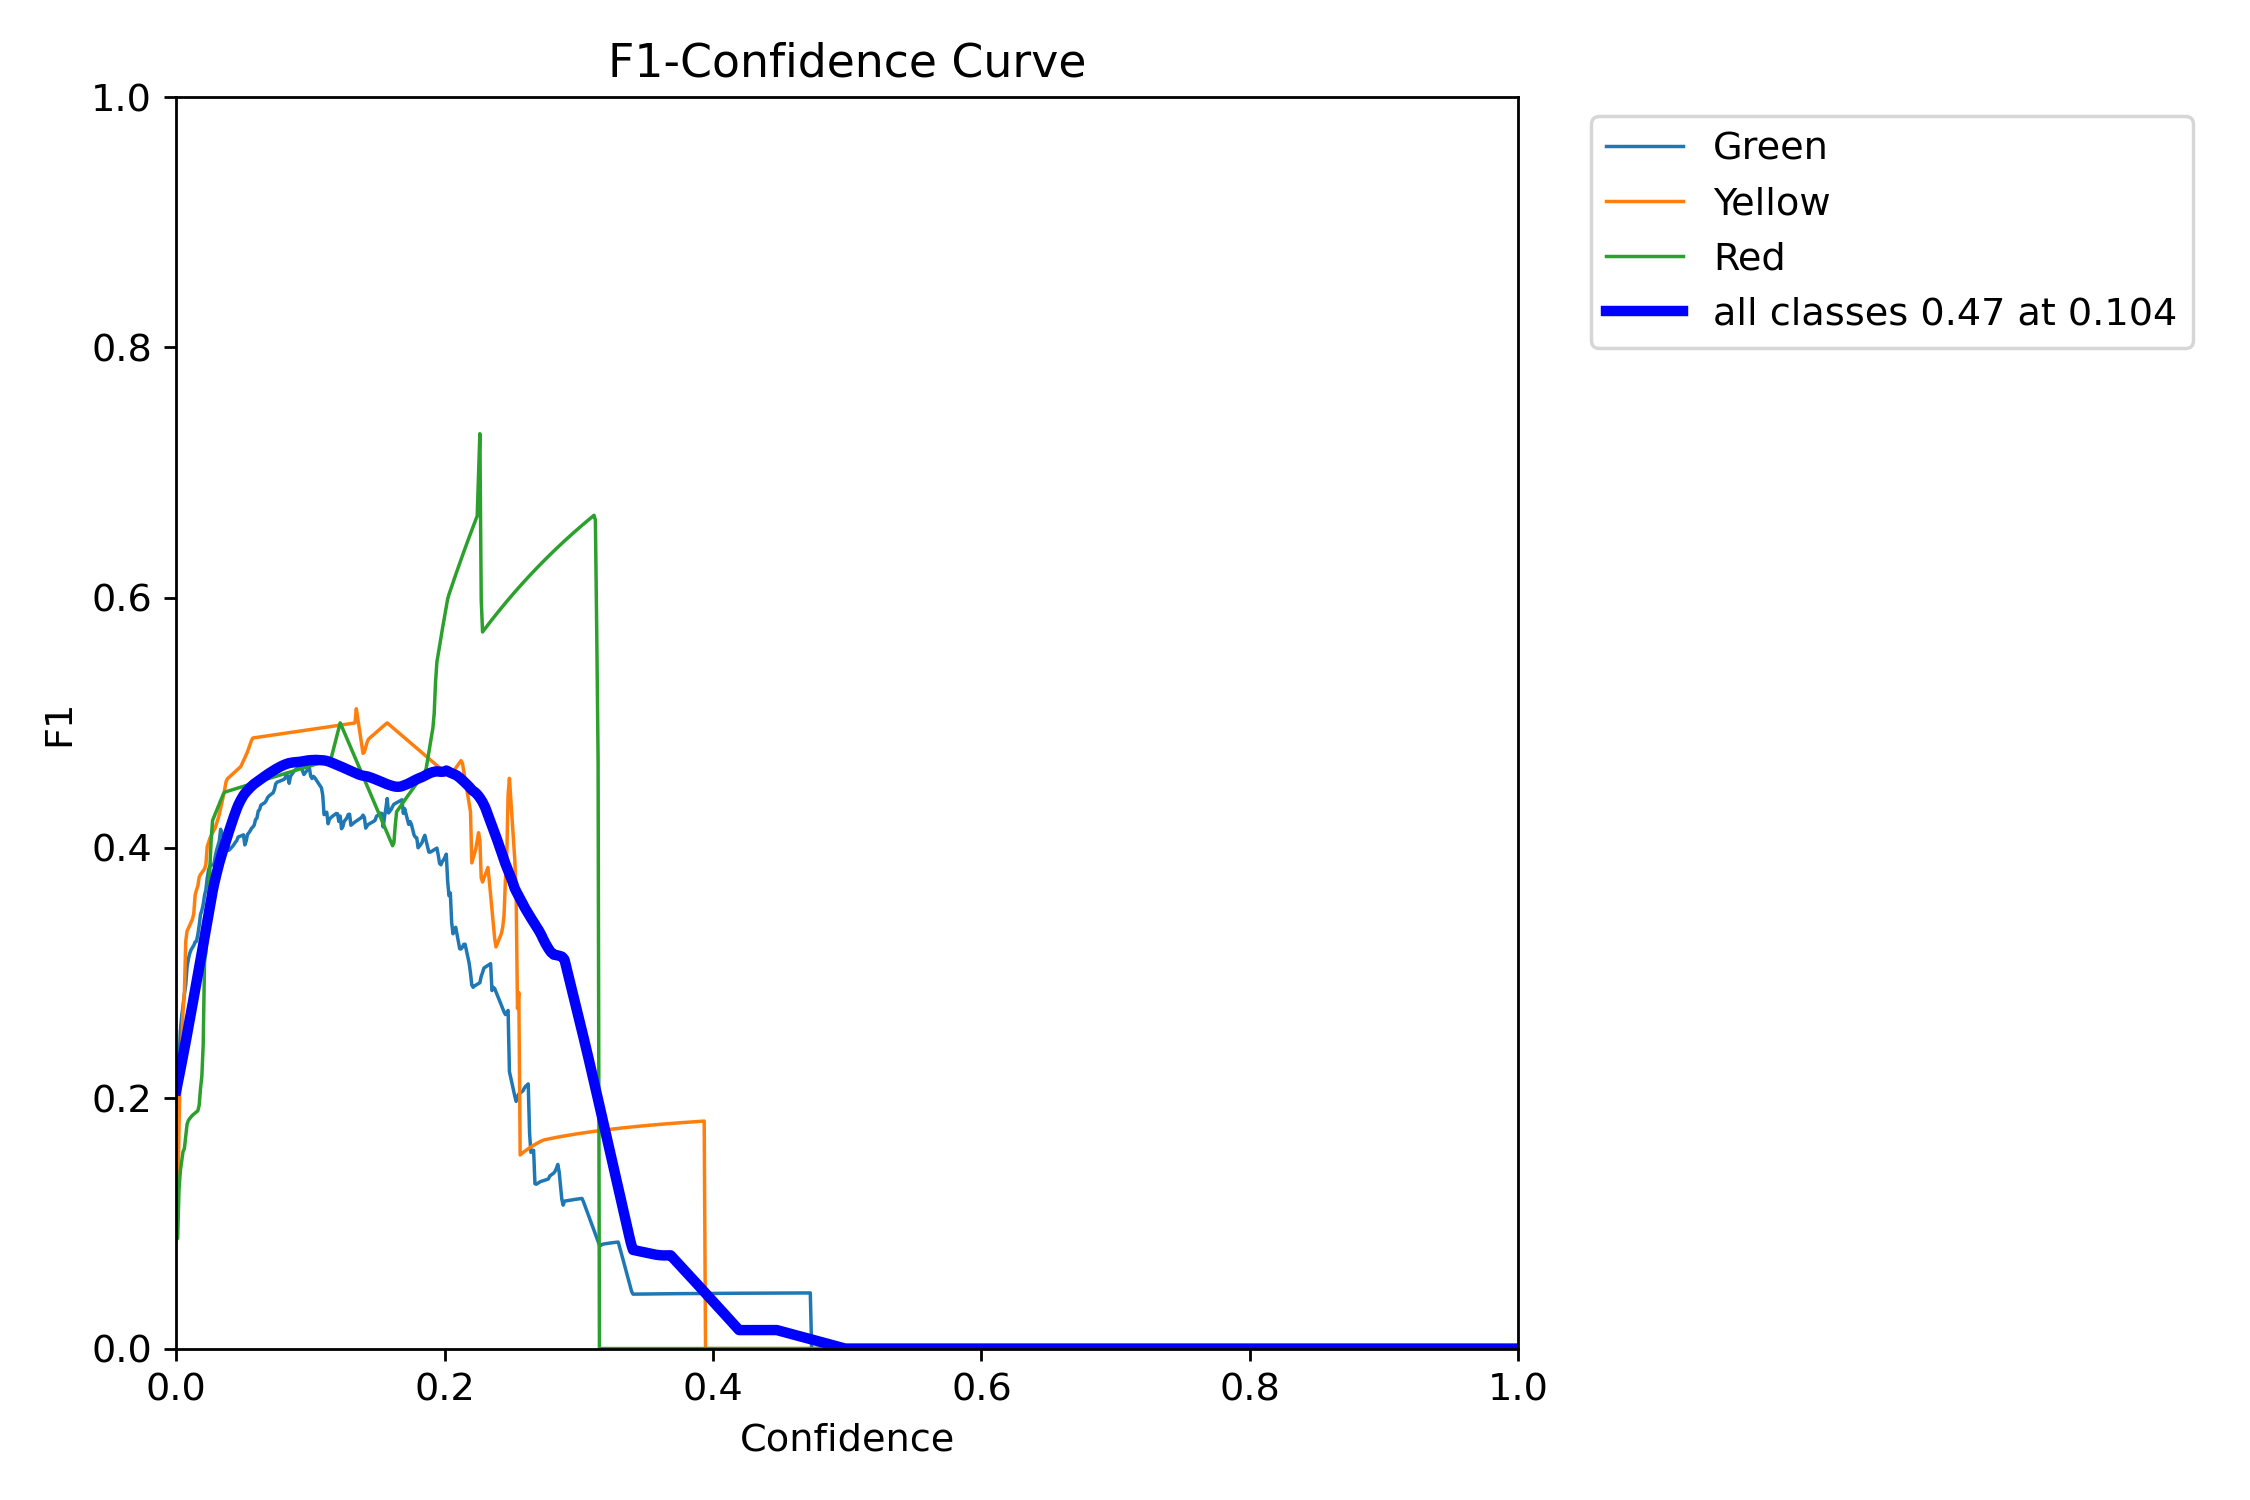 F1-Confidence Curve
1.0
0.8
0.6
0.4
0.2
0.0
F1
0.0 0.2 0.4 0.6 0.8 1.0
Confidence
Green
Yellow
Red
all classes 0.47 at 0.104